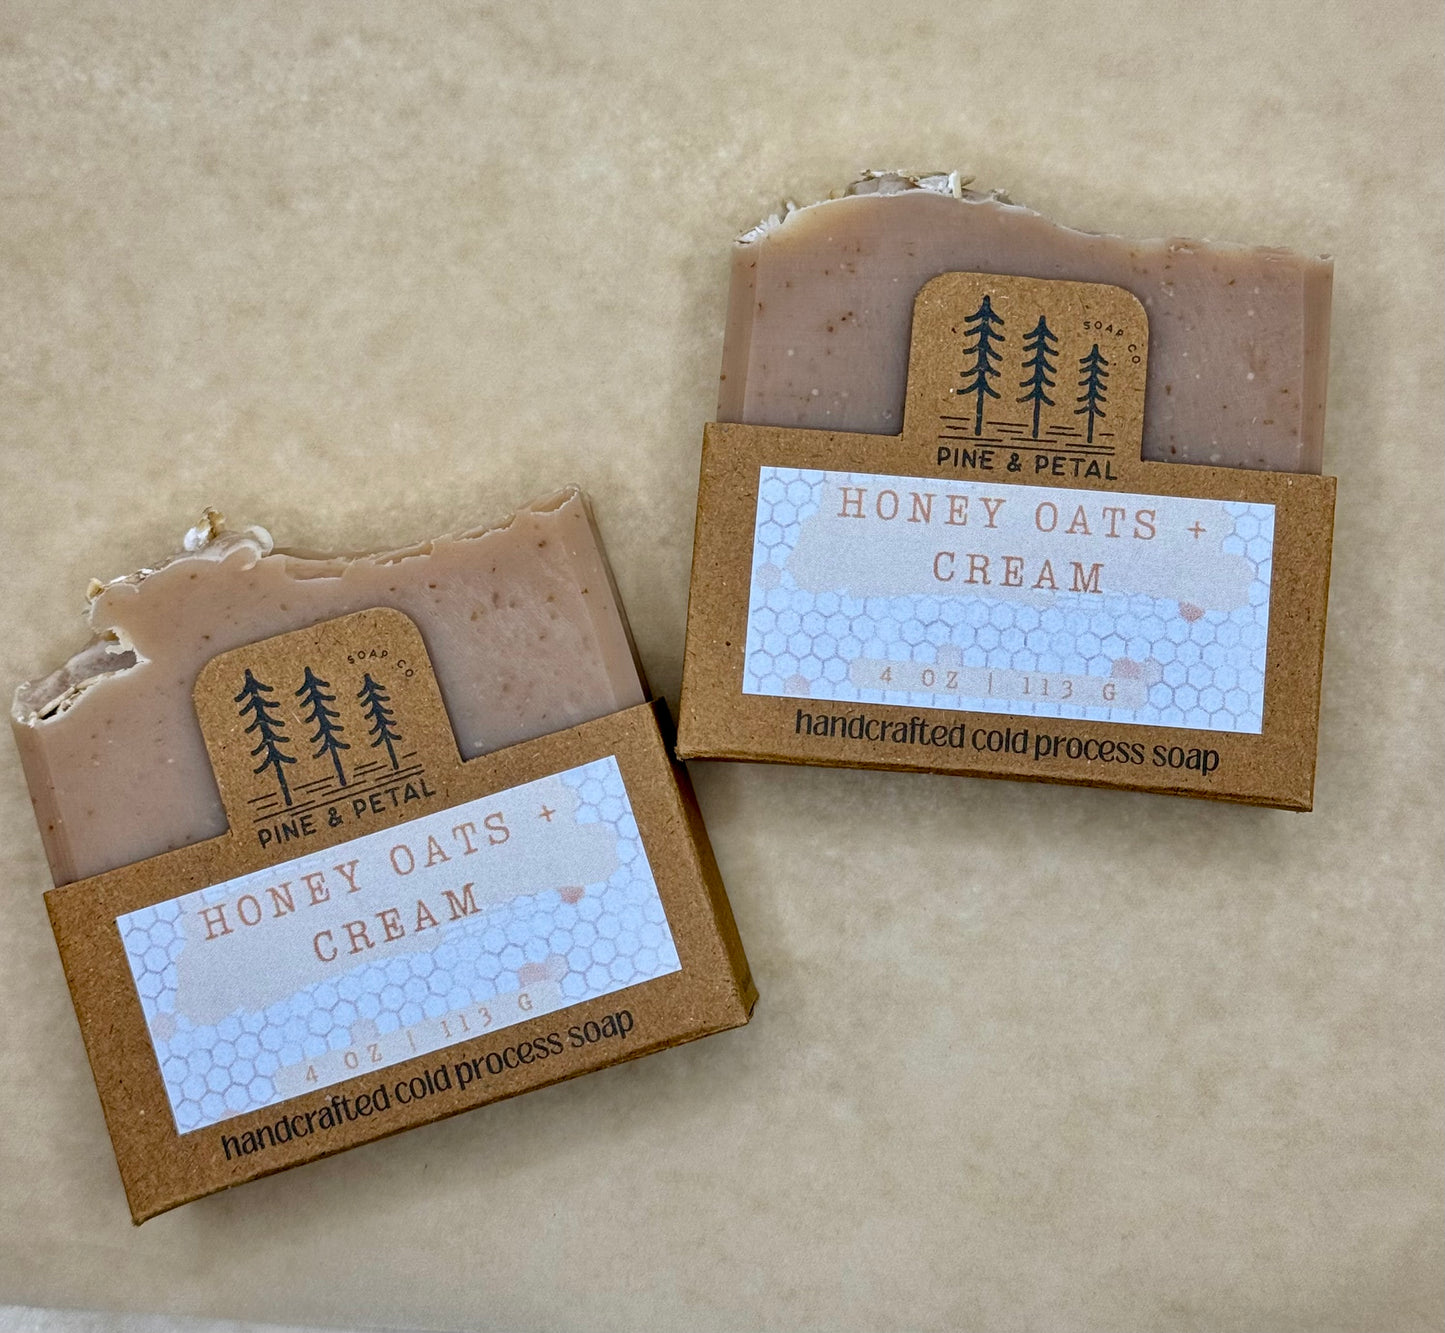 SOAP CO
PINE & PETAL
HONEY OATS +
CREAM
4 OZ | 113 G
handcrafted cold process soap
SOAP CO
PINE & PETAL
HONEY OATS +
CREAM
4 OZ | 113 G
handcrafted cold process soap